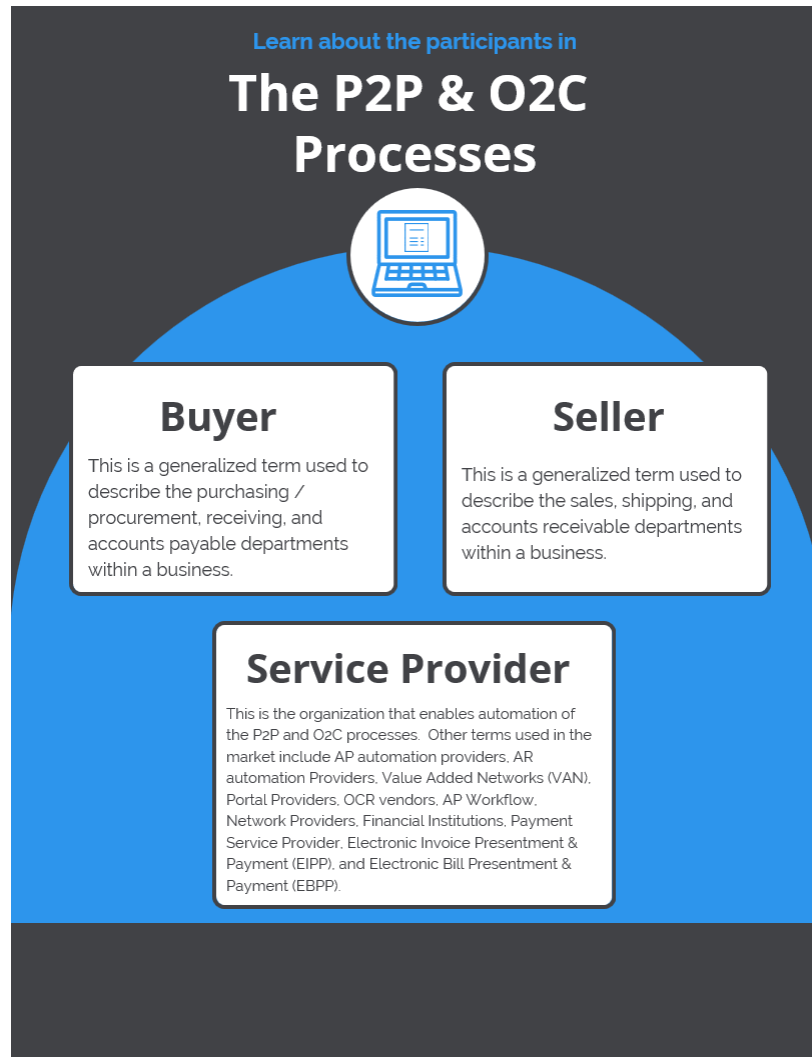 Learn about the participants in
The P2P & O2C
Processes
Buyer
This is a generalized term used to
describe the purchasing /
procurement, receiving, and
accounts payable departments
within a business.
Seller
This is a generalized term used to
describe the sales, shipping, and
accounts receivable departments
within a business.
Service Provider
This is the organization that enables automation of
the P2P and O2C processes.  Other terms used in the
market include AP automation providers, AR
automation Providers, Value Added Networks (VAN),
Portal Providers, OCR vendors, AP Workflow,
Network Providers, Financial Institutions, Payment
Service Provider, Electronic Invoice Presentment &
Payment (EIPP), and Electronic Bill Presentment &
Payment (EBPP).